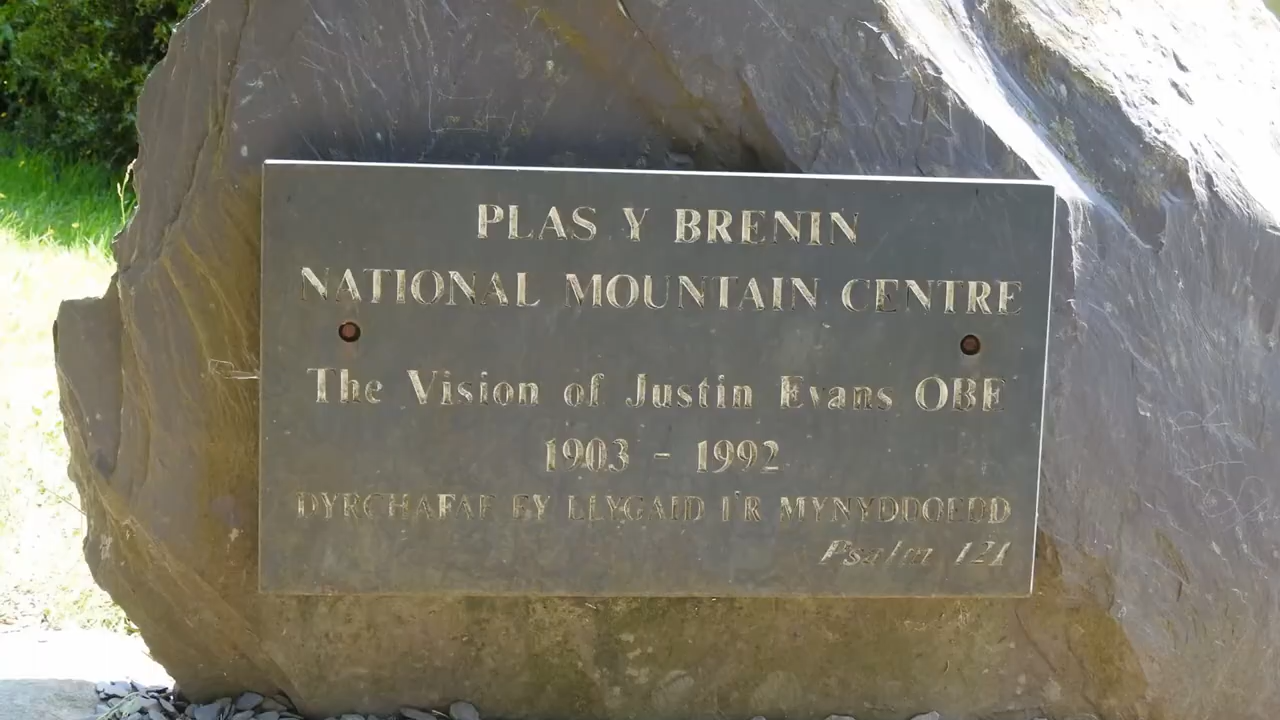 PLAS Y BRENIN
NATIONAL MOUNTAIN CENTRE
The Vision of Justin Evans OBE
1903 - 1992
DYRCHAFAF FY LLYGAID I'R MYNYDDOEDD
Psalm 121